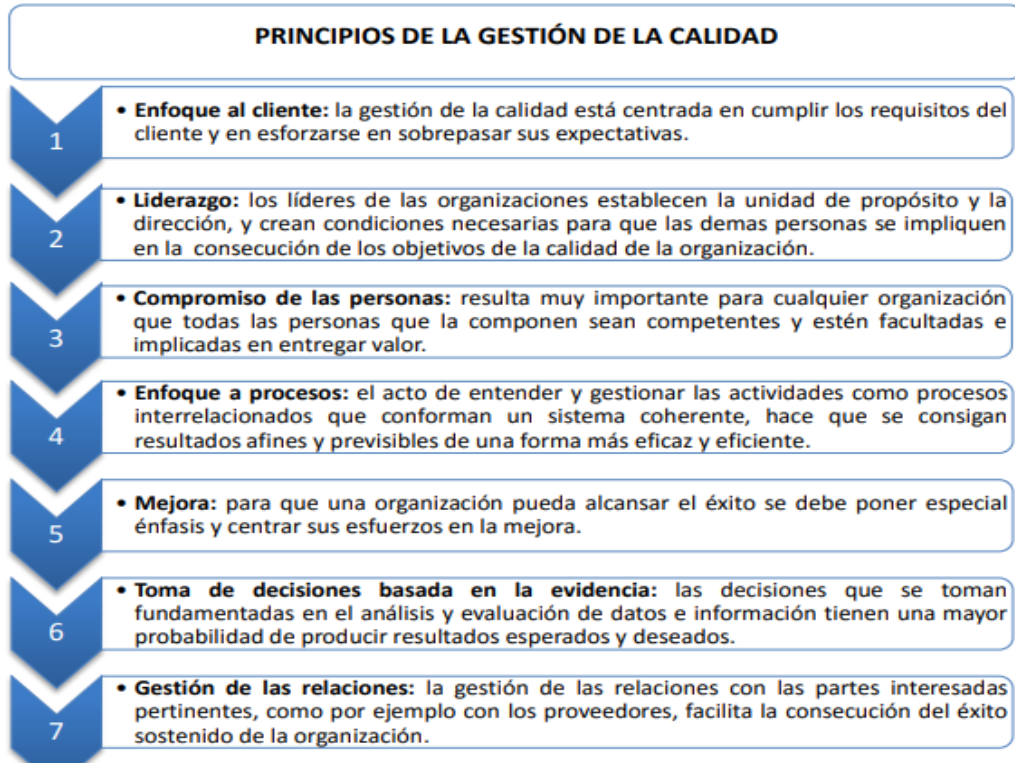 PRINCIPIOS DE LA GESTIÓN DE LA CALIDAD
1
• Enfoque al cliente: la gestión de la calidad está centrada en cumplir los requisitos del
cliente y en esforzarse en sobrepasar sus expectativas.
2
• Liderazgo: los líderes de las organizaciones establecen la unidad de propósito y la
dirección, y crean condiciones necesarias para que las demas personas se impliquen
en la consecución de los objetivos de la calidad de la organización.
3
• Compromiso de las personas: resulta muy importante para cualquier organización
que todas las personas que la componen sean competentes y estén facultadas e
implicadas en entregar valor.
4
• Enfoque a procesos: el acto de entender y gestionar las actividades como procesos
interrelacionados que conforman un sistema coherente, hace que se consigan
resultados afines y previsibles de una forma más eficaz y eficiente.
5
• Mejora: para que una organización pueda alcansar el éxito se debe poner especial
énfasis y centrar sus esfuerzos en la mejora.
6
• Toma de decisiones basada en la evidencia: las decisiones que se toman
fundamentadas en el análisis y evaluación de datos e información tienen una mayor
probabilidad de producir resultados esperados y deseados.
7
• Gestión de las relaciones: la gestión de las relaciones con las partes interesadas
pertinentes, como por ejemplo con los proveedores, facilita la consecución del éxito
sostenido de la organización.